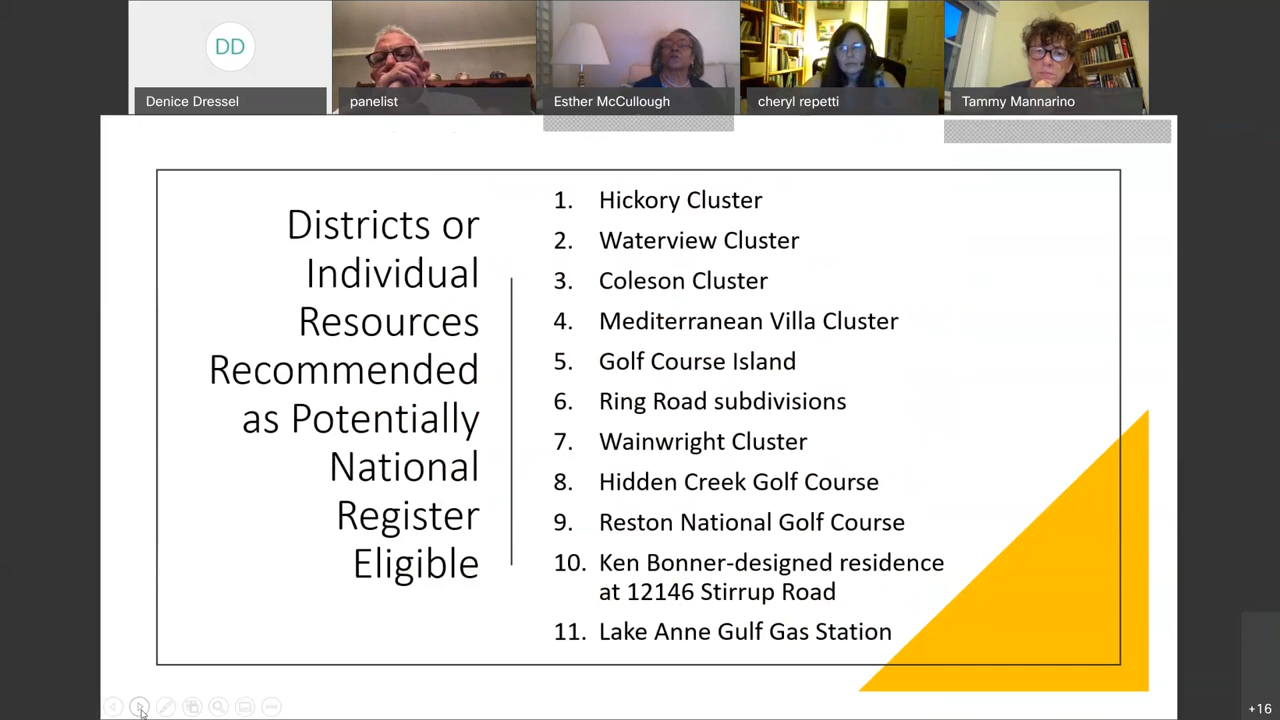 DD
Denice Dressel
panelist
Esther McCullough
cheryl repetti
Tammy Mannarino
Districts or
Individual
Resources
Recommended
as Potentially
National
Register
Eligible
1. Hickory Cluster
2. Waterview Cluster
3. Coleson Cluster
4. Mediterranean Villa Cluster
5. Golf Course Island
6. Ring Road subdivisions
7. Wainwright Cluster
8. Hidden Creek Golf Course
9. Reston National Golf Course
10. Ken Bonner-designed residence
at 12146 Stirrup Road
11. Lake Anne Gulf Gas Station
+16